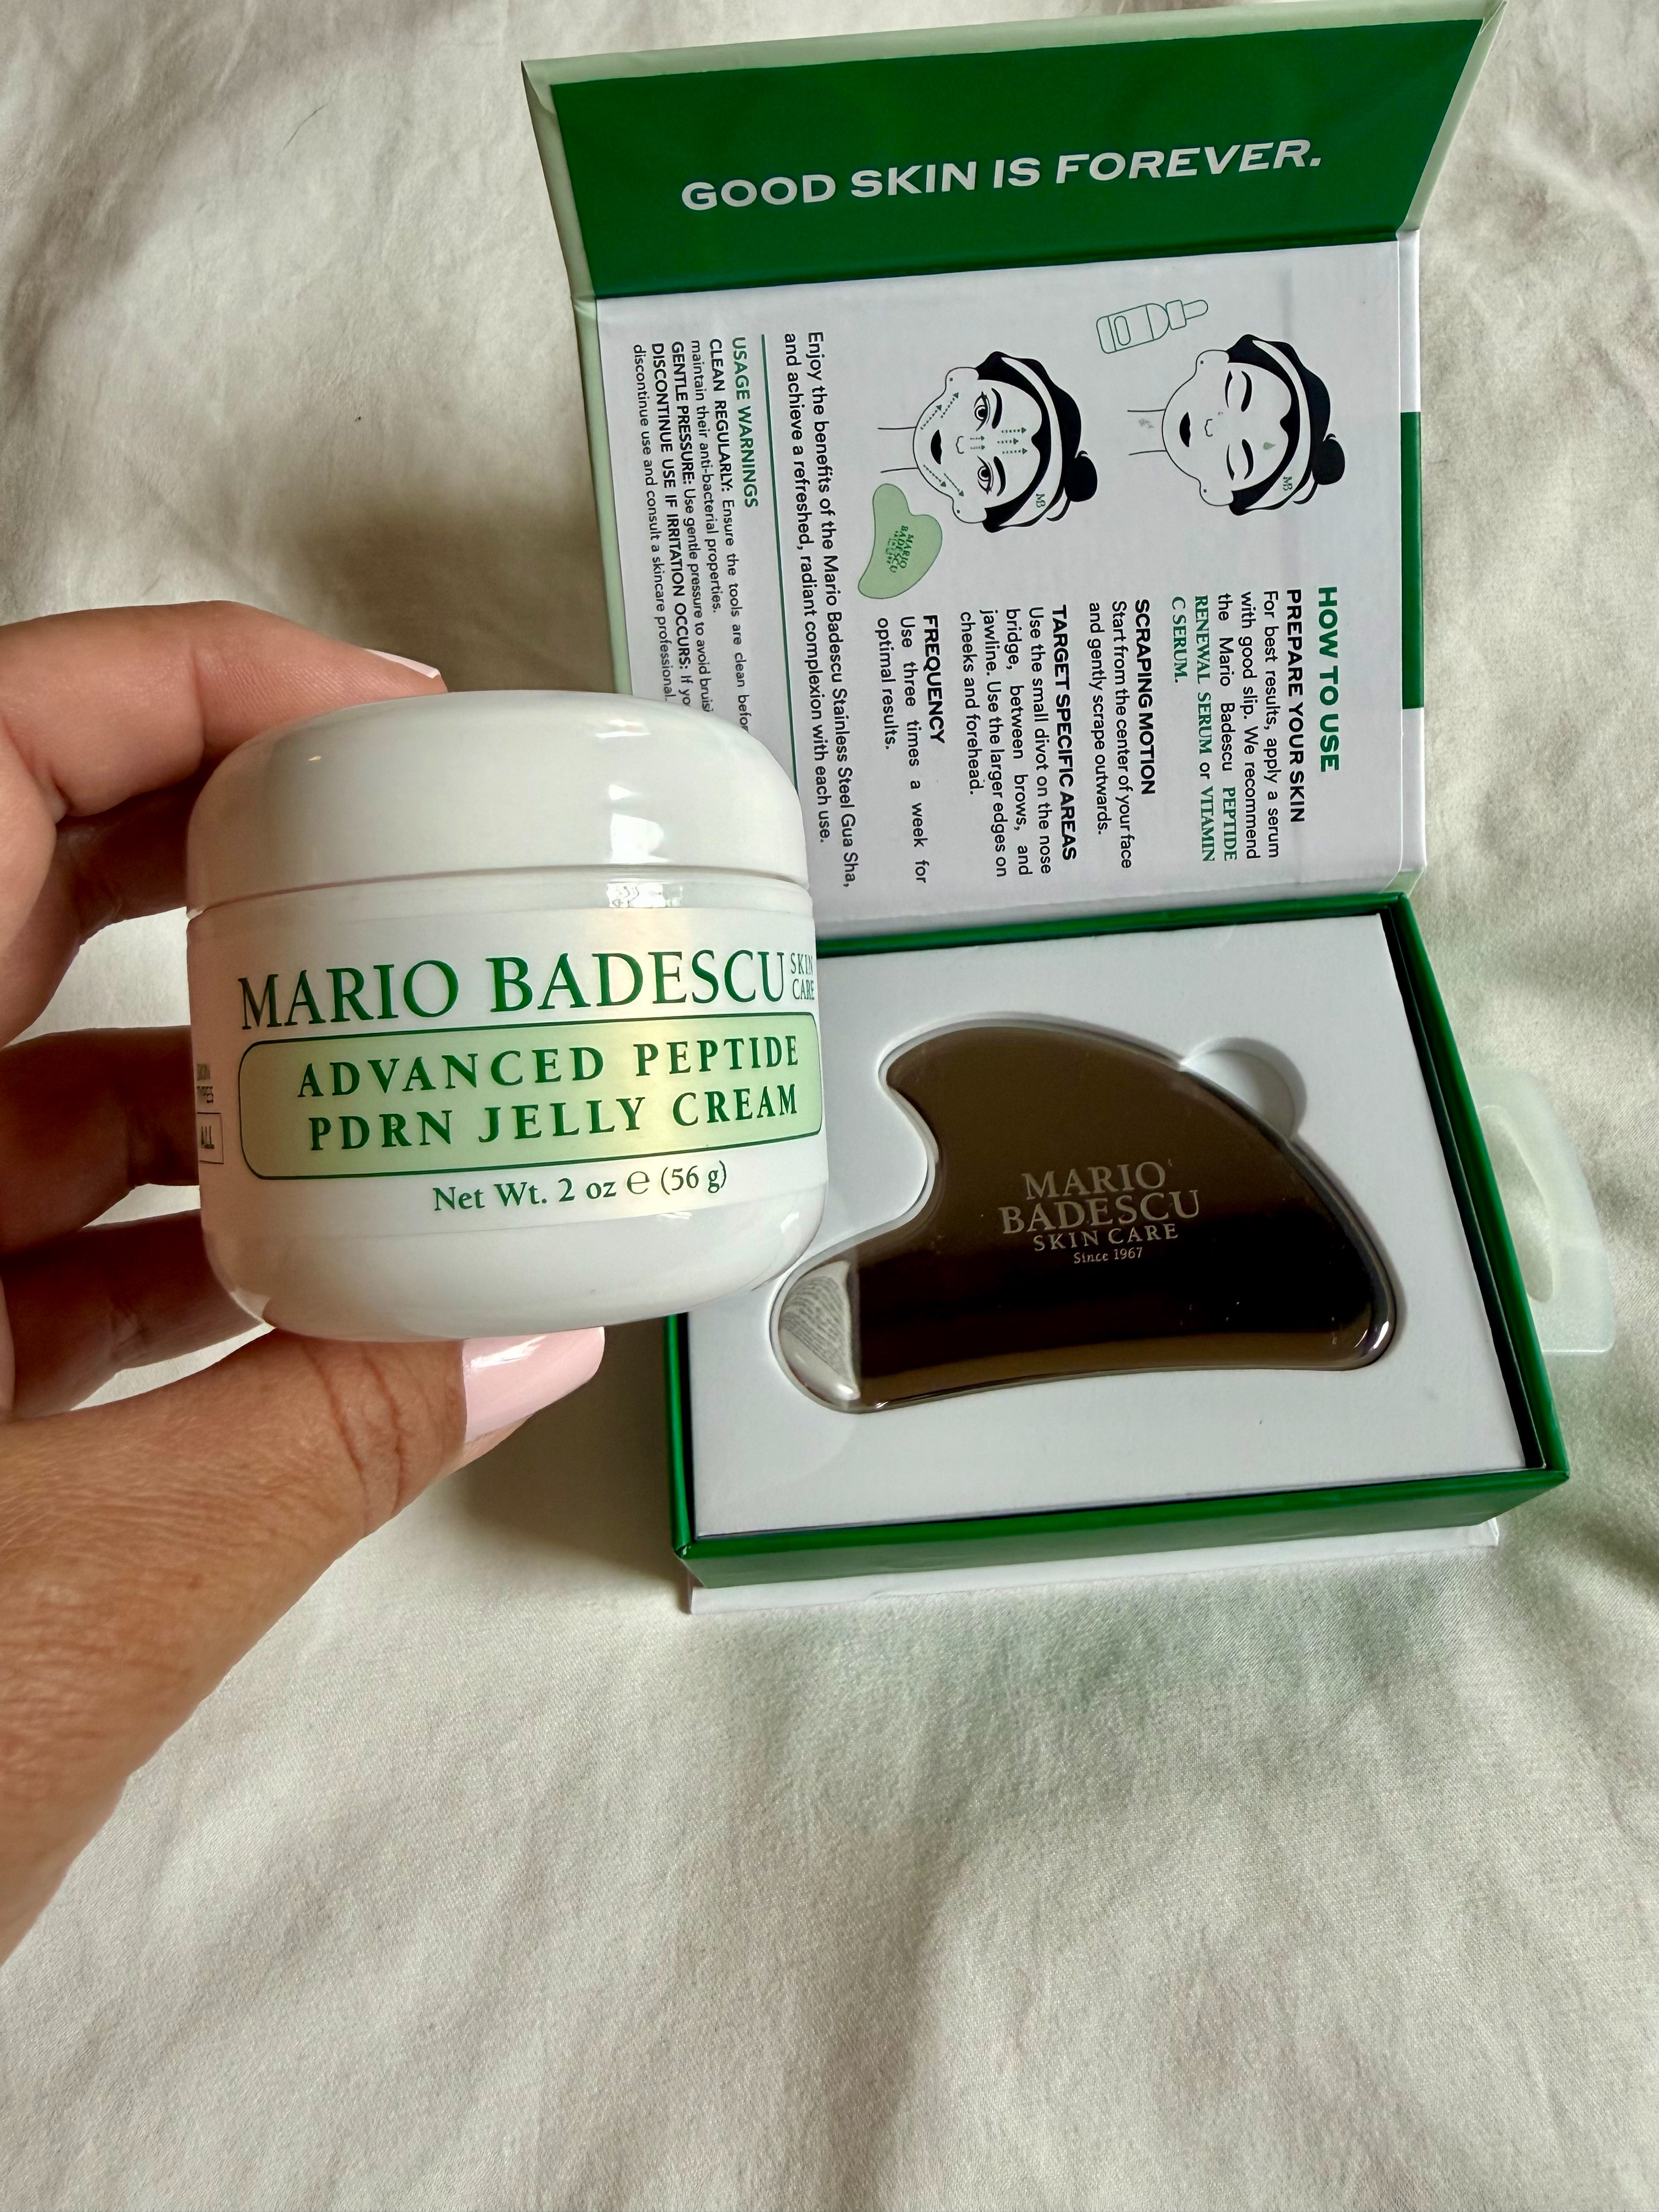 GOOD SKIN IS FOREVER.
HOW TO USE
PREPARE YOUR SKIN
For best results, apply a serum
with good slip. We recommend
the Mario Badescu PEPTIDE
RENEWAL SERUM or VITAMIN
C SERUM.
SCRAPING MOTION
Start from the center of your face
and gently scrape outwards.
TARGET SPECIFIC AREAS
Use the small divot on the nose
bridge, between brows, and
jawline. Use the larger edges on
cheeks and forehead.
FREQUENCY
Use three times a week for
optimal results.
MB
MB
MARIO
BADESCU
Enjoy the benefits of the Mario Badescu Stainless Steel Gua Sha,
and achieve a refreshed, radiant complexion with each use.
USAGE WARNINGS
CLEAN REGULARLY: Ensure the tools are clean
maintain their anti-bacterial properties.
GENTLE PRESSURE: Use gentle pressure to avoid
DISCONTINUE USE IF IRRITATION OCCURS: If
discontinue use and consult a skincare professional.
MARIO BADESCU SKIN
CARE
ADVANCED PEPTIDE
PDRN JELLY CREAM
Net Wt. 2 oz ℮ (56 g)
SKIN
TYPES
ALL
MARIO
BADESCU
SKIN CARE
Since 1967